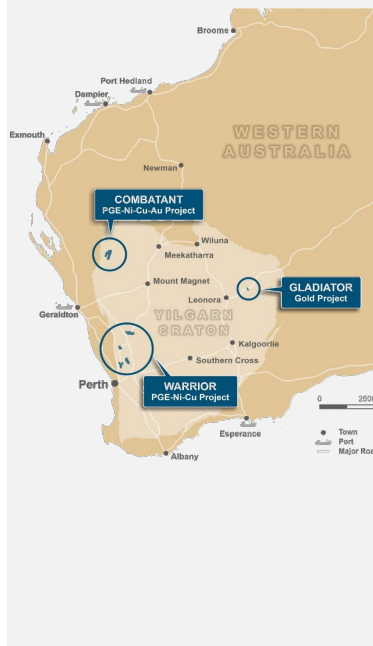 Broome
Port Hedland
Dampier
Exmouth
WESTERN
AUSTRALIA
Newman
COMBATANT
PGE-Ni-Cu-Au Project
Wiluna
Meekatharra
Mount Magnet
GLADIATOR
Gold Project
Leonora
Geraldton
YILGARN
CRATON
Kalgoorlie
Southern Cross
Perth
WARRIOR
PGE-Ni-Cu Project
Esperance
Albany
0
Town
Port
Major Roa